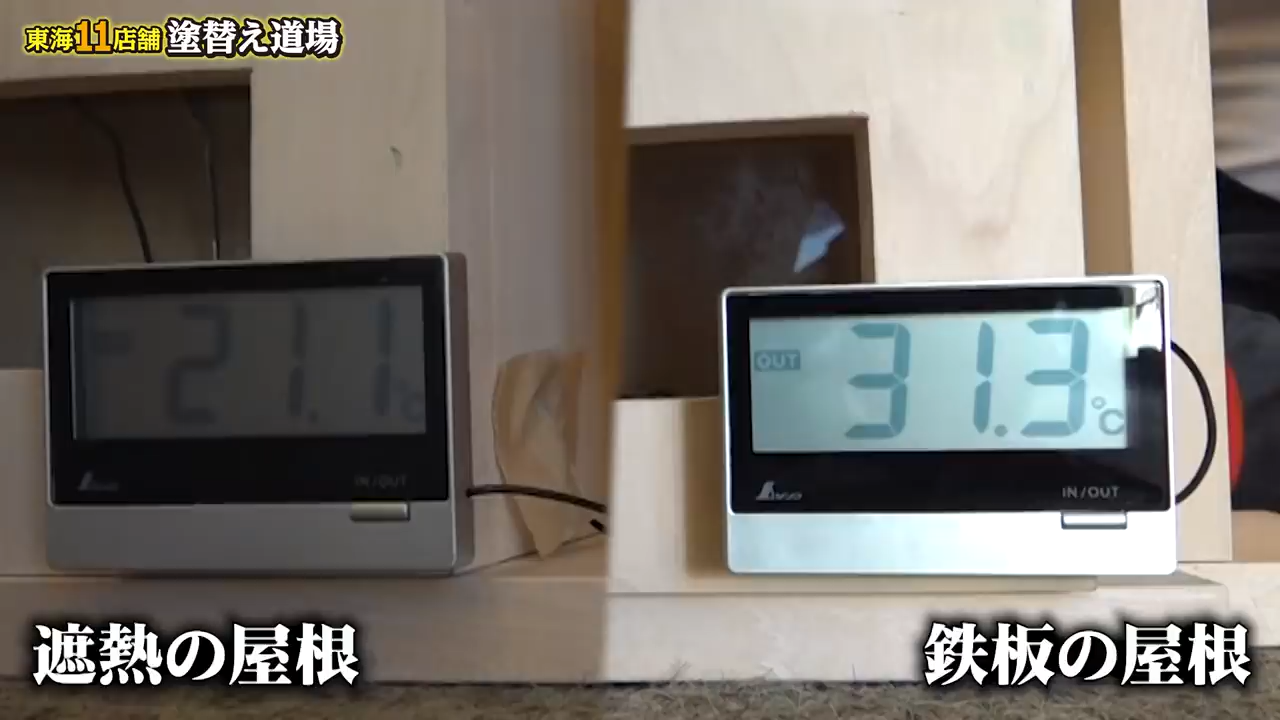 東海11店舗 塗替え道場
21.1
OUT 31.3 ℃
IN/OUT
IN/OUT
遮熱の屋根
鉄板の屋根